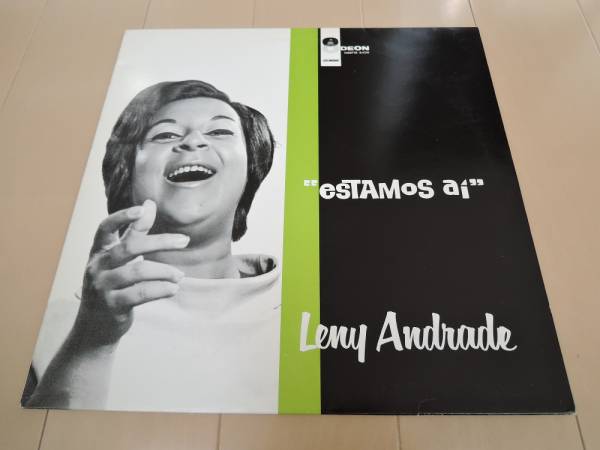 ODEON
"estamos aí"
Leny Andrade